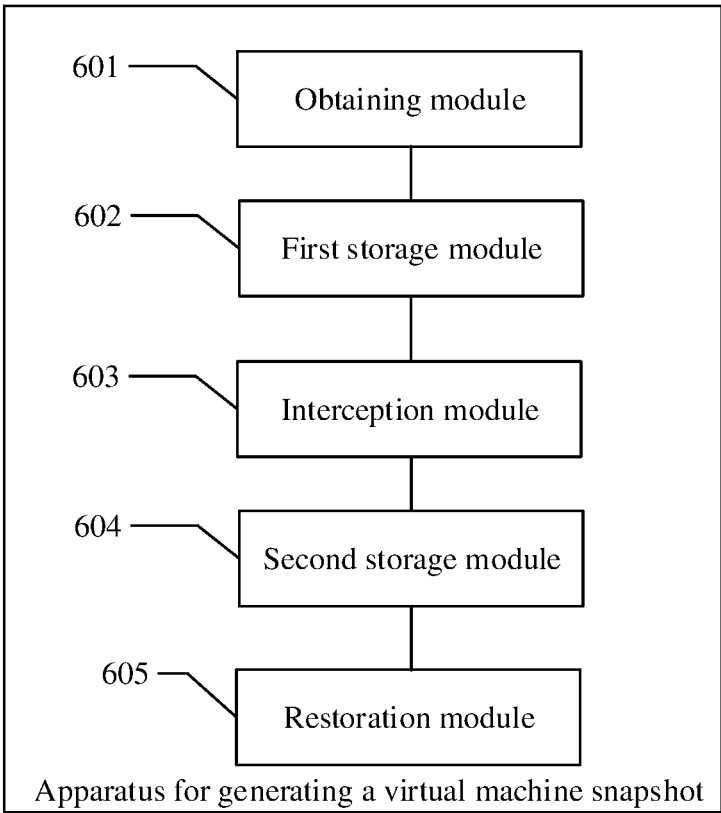 601
Obtaining module
602
First storage module
603
Interception module
604
Second storage module
605
Restoration module
Apparatus for generating a virtual machine snapshot